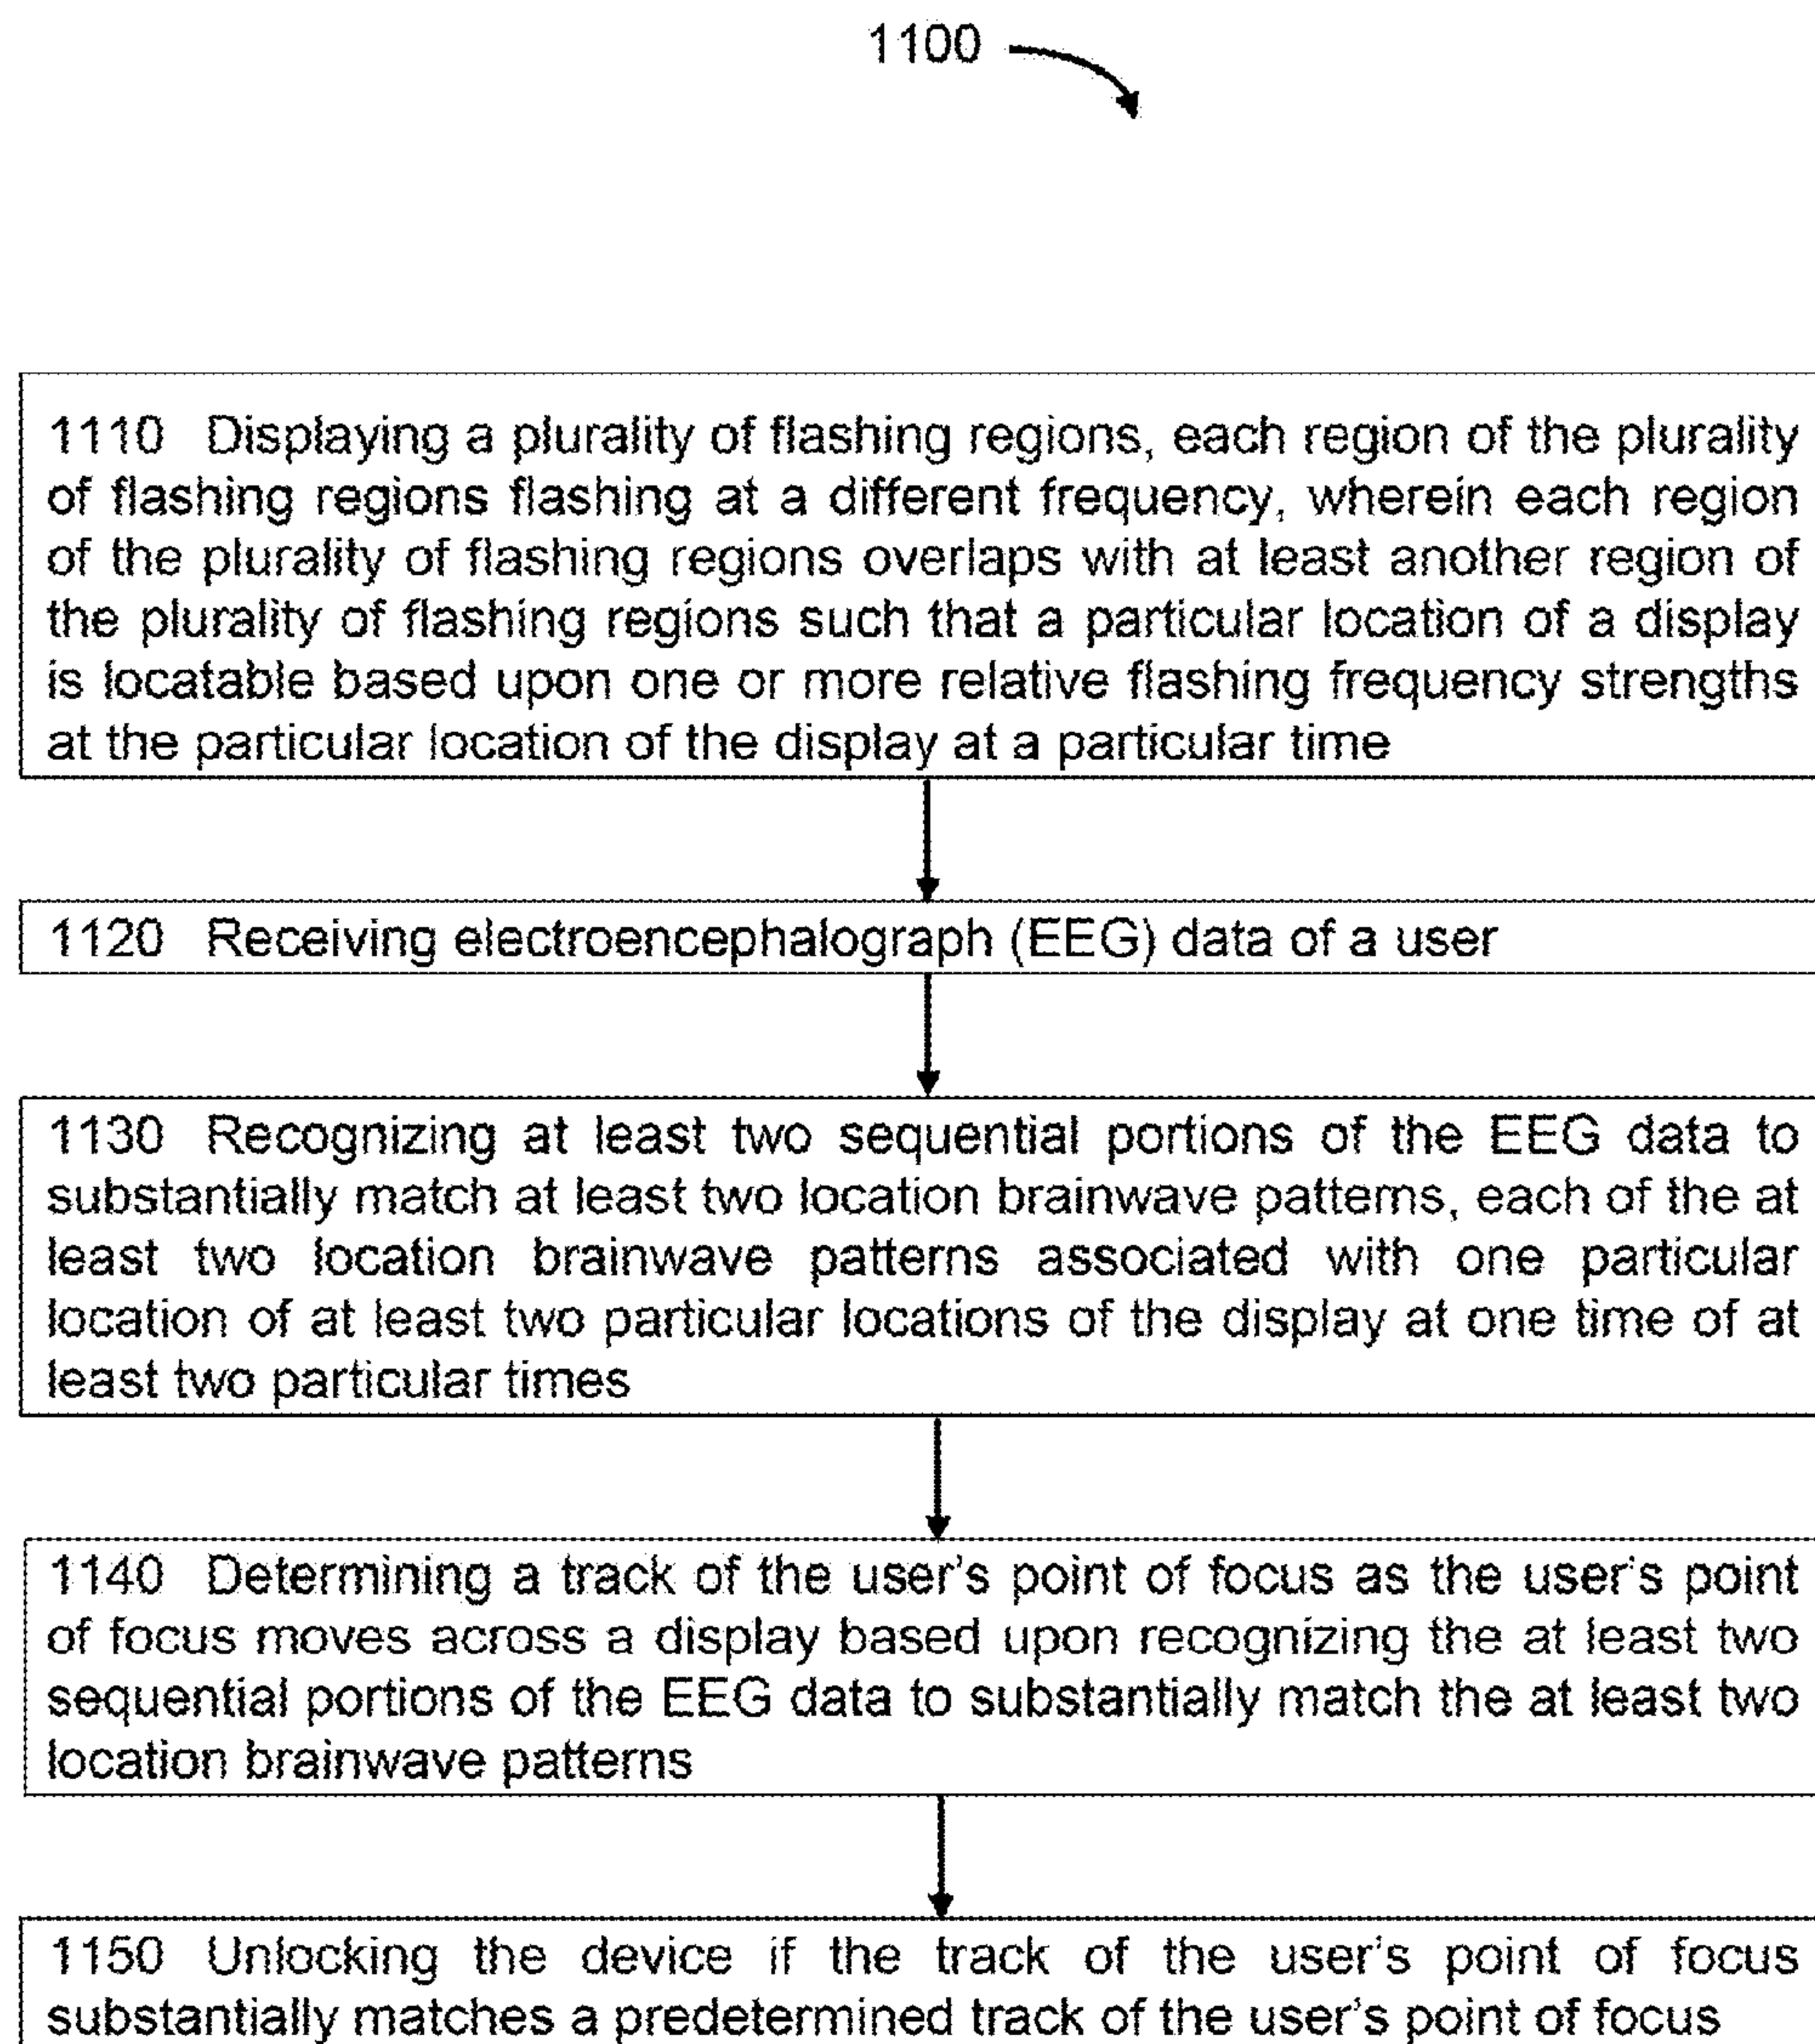 1100
1110 Displaying a plurality of flashing regions, each region of the plurality
of flashing regions flashing at a different frequency, wherein each region
of the plurality of flashing regions overlaps with at least another region of
the plurality of flashing regions such that a particular location of a display
is locatable based upon one or more relative flashing frequency strengths
at the particular location of the display at a particular time
1120 Receiving electroencephalograph (EEG) data of a user
1130 Recognizing at least two sequential portions of the EEG data to
substantially match at least two location brainwave patterns, each of the at
least two location brainwave patterns associated with one particular
location of at least two particular locations of the display at one time of at
least two particular times
1140 Determining a track of the user's point of focus as the user's point
of focus moves across a display based upon recognizing the at least two
sequential portions of the EEG data to substantially match the at least two
location brainwave patterns
1150 Unlocking the device if the track of the user's point of focus
substantially matches a predetermined track of the user's point of focus